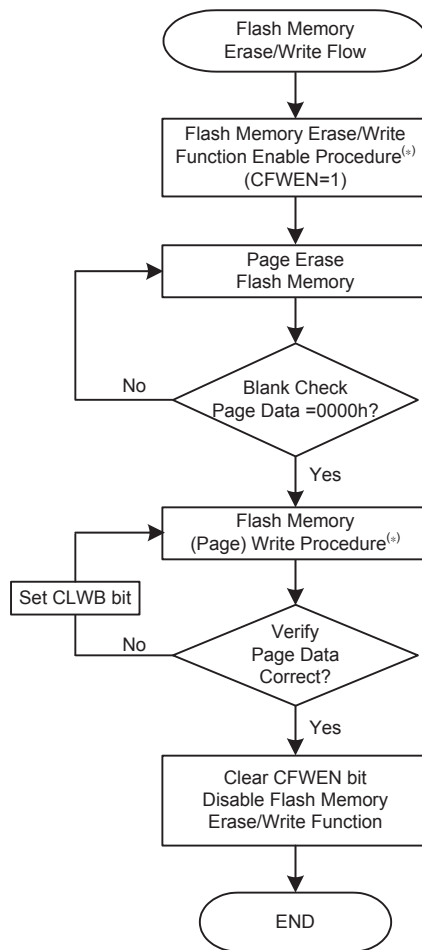 Flash Memory
Erase/Write Flow
Flash Memory Erase/Write
Function Enable Procedure(*)
(CFWEN=1)
Page Erase
Flash Memory
No
Blank Check
Page Data =0000h?
Yes
Flash Memory
(Page) Write Procedure(*)
Set CLWB bit
No
Verify
Page Data
Correct?
Yes
Clear CFWEN bit
Disable Flash Memory
Erase/Write Function
END